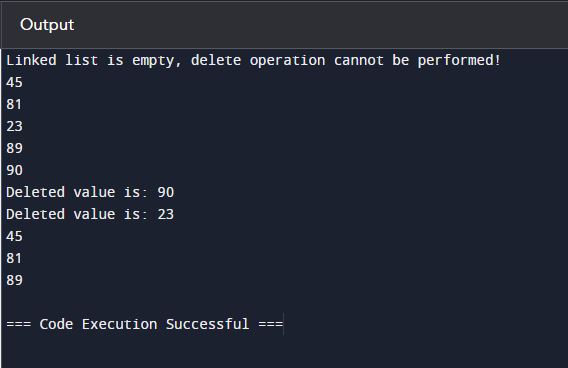 Output
Linked list is empty, delete operation cannot be performed!
45
81
23
89
90
Deleted value is: 90
Deleted value is: 23
45
81
89
=== Code Execution Successful ===